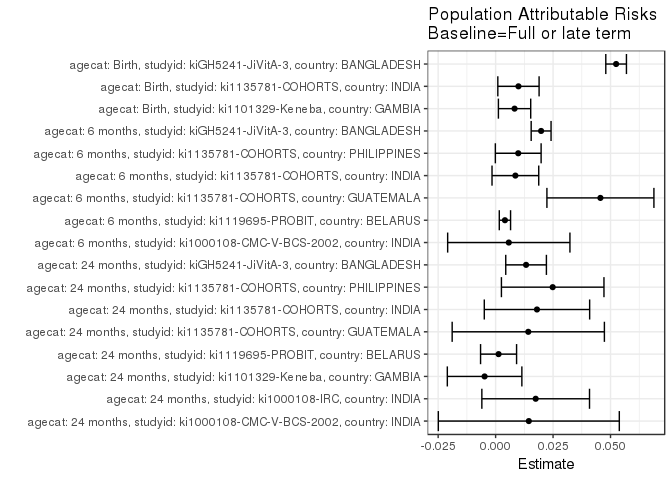 Population Attributable Risks
Baseline=Full or late term
agecat: Birth, studyid: kiGH5241-JiVitA-3, country: BANGLADESH
agecat: Birth, studyid: ki1135781-COHORTS, country: INDIA
agecat: Birth, studyid: ki1101329-Keneba, country: GAMBIA
agecat: 6 months, studyid: kiGH5241-JiVitA-3, country: BANGLADESH
agecat: 6 months, studyid: ki1135781-COHORTS, country: PHILIPPINES
agecat: 6 months, studyid: ki1135781-COHORTS, country: INDIA
agecat: 6 months, studyid: ki1135781-COHORTS, country: GUATEMALA
agecat: 6 months, studyid: ki1119695-PROBIT, country: BELARUS
agecat: 6 months, studyid: ki1000108-CMC-V-BCS-2002, country: INDIA
agecat: 24 months, studyid: kiGH5241-JiVitA-3, country: BANGLADESH
agecat: 24 months, studyid: ki1135781-COHORTS, country: PHILIPPINES
agecat: 24 months, studyid: ki1135781-COHORTS, country: INDIA
agecat: 24 months, studyid: ki1135781-COHORTS, country: GUATEMALA
agecat: 24 months, studyid: ki1119695-PROBIT, country: BELARUS
agecat: 24 months, studyid: ki1101329-Keneba, country: GAMBIA
agecat: 24 months, studyid: ki1000108-IRC, country: INDIA
agecat: 24 months, studyid: ki1000108-CMC-V-BCS-2002, country: INDIA
-0.025 0.000 0.025 0.050
Estimate